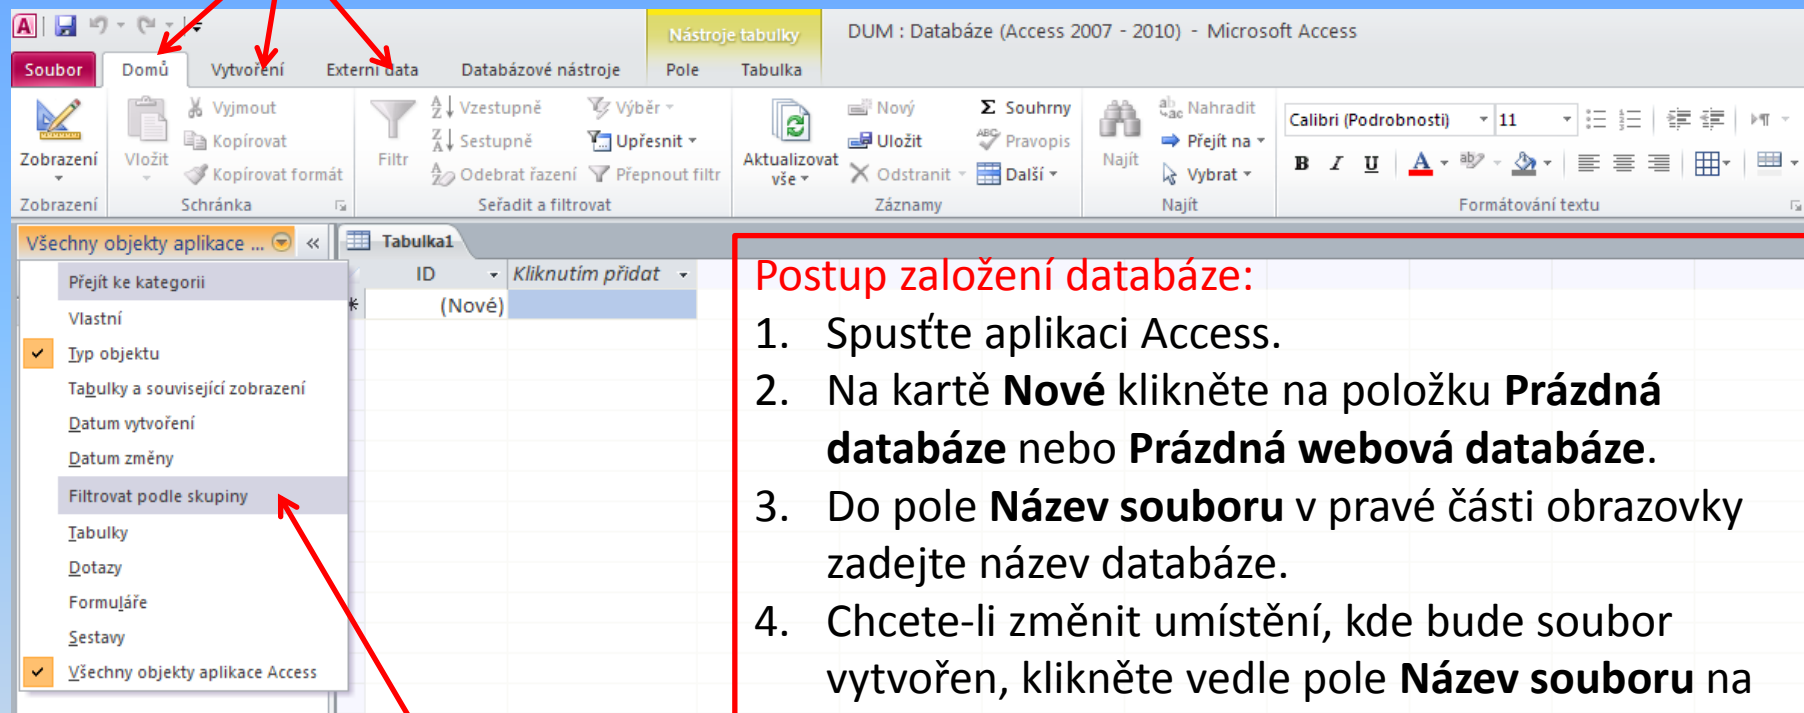 Nástroje tabulky
DUM : Databáze (Access 2007 - 2010) - Microsoft Access
Soubor Domů Vytvoření Externí data Databázové nástroje Pole Tabulka
Zobrazení
Vložit
Vyjmout
Kopírovat
Kopírovat formát
Filtr
Vzestupně
Sestupně
Odebrat řazení
Výběr
Upřesnit
Přepnout filtr
Aktualizovat
vše
Nový
Uložit
Odstranit
Souhrny
Pravopis
Další
Najít
Nahradit
Přejít na
Vybrat
Calibri (Podrobnosti) 11
B I U A
Zobrazení Schránka Seřadit a filtrovat Záznamy Najít Formátování textu
Všechny objekty aplikace ... «
Přejít ke kategorii
Vlastní
Typ objektu
Tabulky a související zobrazení
Datum vytvoření
Datum změny
Filtrovat podle skupiny
Tabulky
Dotazy
Formuláře
Sestavy
Všechny objekty aplikace Access
Tabulka1
ID Kliknutím přidat
* (Nové)
Postup založení databáze:
1. Spusťte aplikaci Access.
2. Na kartě Nové klikněte na položku Prázdná
databáze nebo Prázdná webová databáze.
3. Do pole Název souboru v pravé části obrazovky
zadejte název databáze.
4. Chcete-li změnit umístění, kde bude soubor
vytvořen, klikněte vedle pole Název souboru na